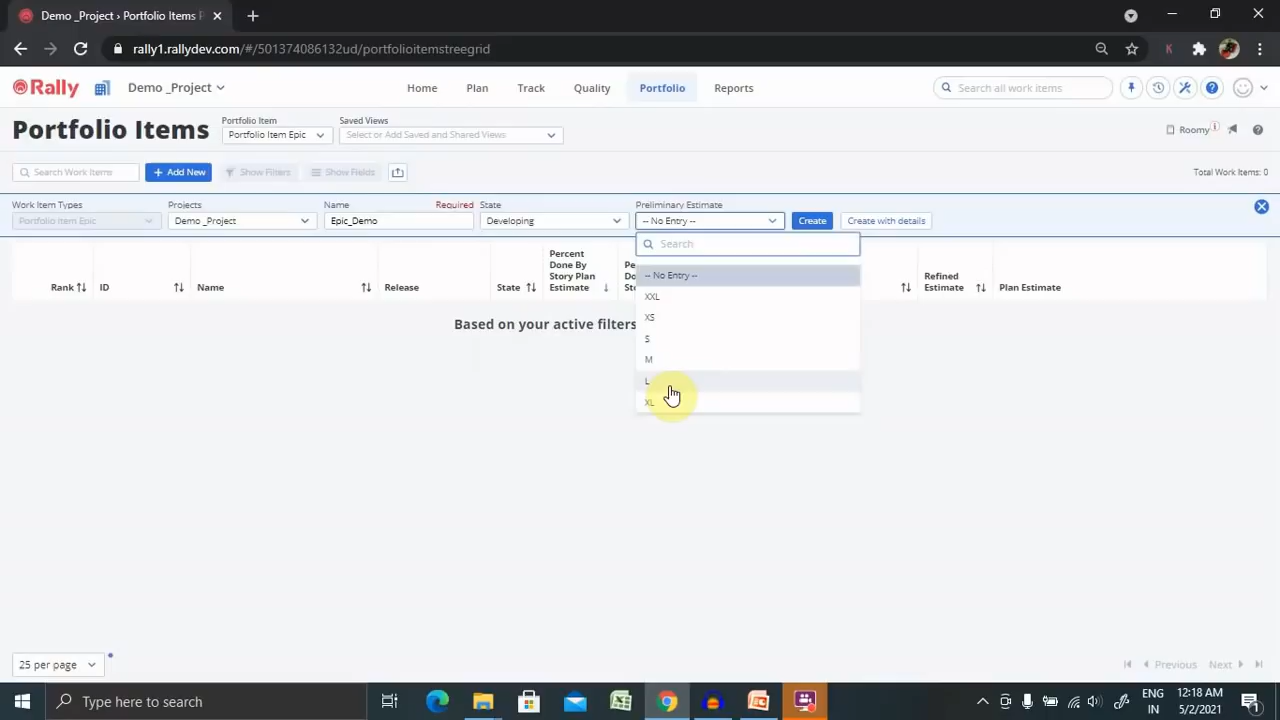 Demo _Project › Portfolio Items P
rally1.rallydev.com/#/501374086132ud/portfolioitemstreegrid
K
Rally
Demo _Project
Home
Plan
Track
Quality
Portfolio
Reports
Search all work items
Portfolio Items
Portfolio Item
Portfolio Item Epic
Saved Views
Select or Add Saved and Shared Views
Roomy
Search Work Items
+ Add New
Show Filters
Show Fields
Total Work Items: 0
Work Item Types
Portfolio Item Epic
Projects
Demo _Project
Name
Required
Epic_Demo
State
Developing
Preliminary Estimate
-- No Entry --
Create
Create with details
Search
-- No Entry --
XXL
XS
S
M
L
XL
Rank
ID
Name
Release
State
Percent
Done By
Story Plan
Estimate
Refined
Estimate
Plan Estimate
Based on your active filters
25 per page
Previous
Next
Type here to search
ENG
IN
12:18 AM
5/2/2021
1